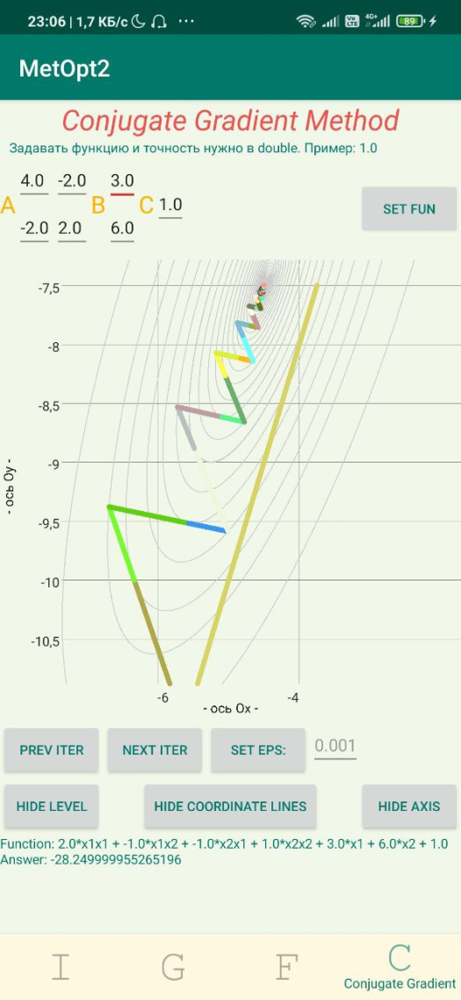 23:06 | 1,7 КБ/с ...
Vo LTE 4G+ 89
MetOpt2
Conjugate Gradient Method
Задавать функцию и точность нужно в double. Пример: 1.0
4.0 -2.0 3.0
A B C 1.0
-2.0 2.0 6.0
SET FUN
-7,5
-8
-8,5
-9
-9,5
-10
-10,5
- ось Oy -
-6 -4
- ось Ox -
PREV ITER NEXT ITER SET EPS: 0.001
HIDE LEVEL HIDE COORDINATE LINES HIDE AXIS
Function: 2.0*x1x1 + -1.0*x1x2 + -1.0*x2x1 + 1.0*x2x2 + 3.0*x1 + 6.0*x2 + 1.0
Answer: -28.249999955265196
I G F C
Conjugate Gradient